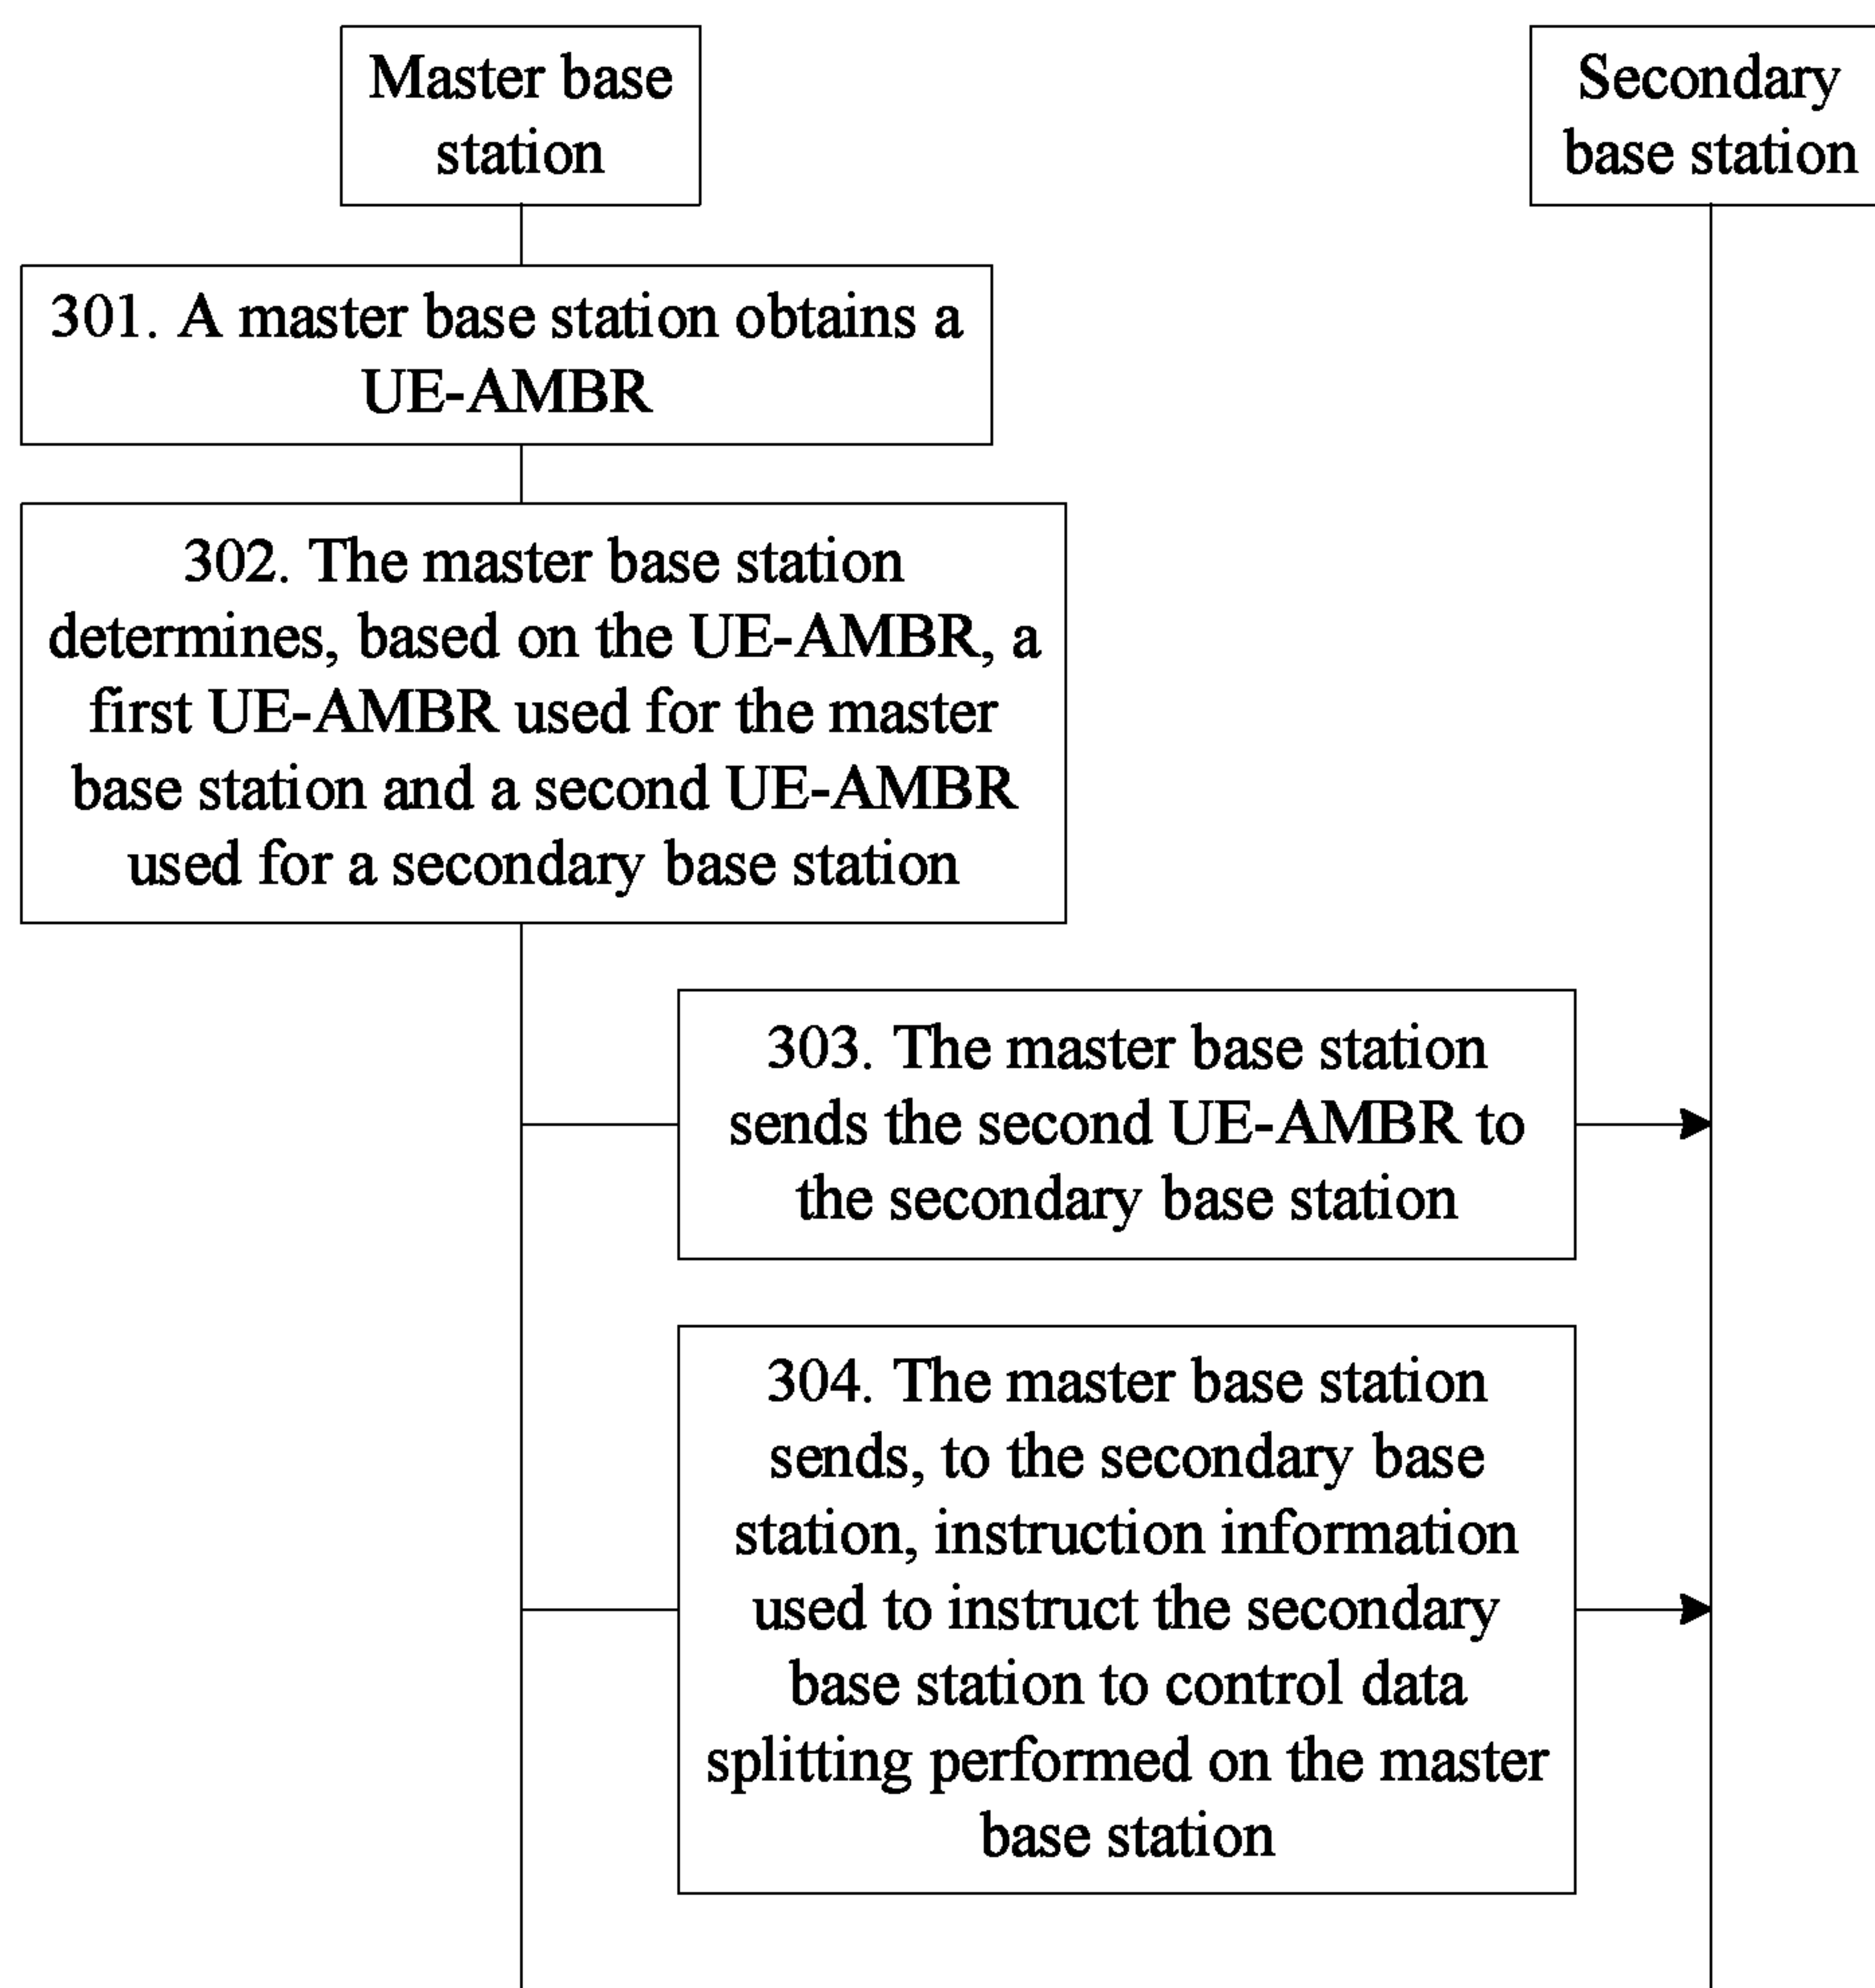 Master base
station
Secondary
base station
301. A master base station obtains a
UE-AMBR
302. The master base station
determines, based on the UE-AMBR, a
first UE-AMBR used for the master
base station and a second UE-AMBR
used for a secondary base station
303. The master base station
sends the second UE-AMBR to
the secondary base station
304. The master base station
sends, to the secondary base
station, instruction information
used to instruct the secondary
base station to control data
splitting performed on the master
base station